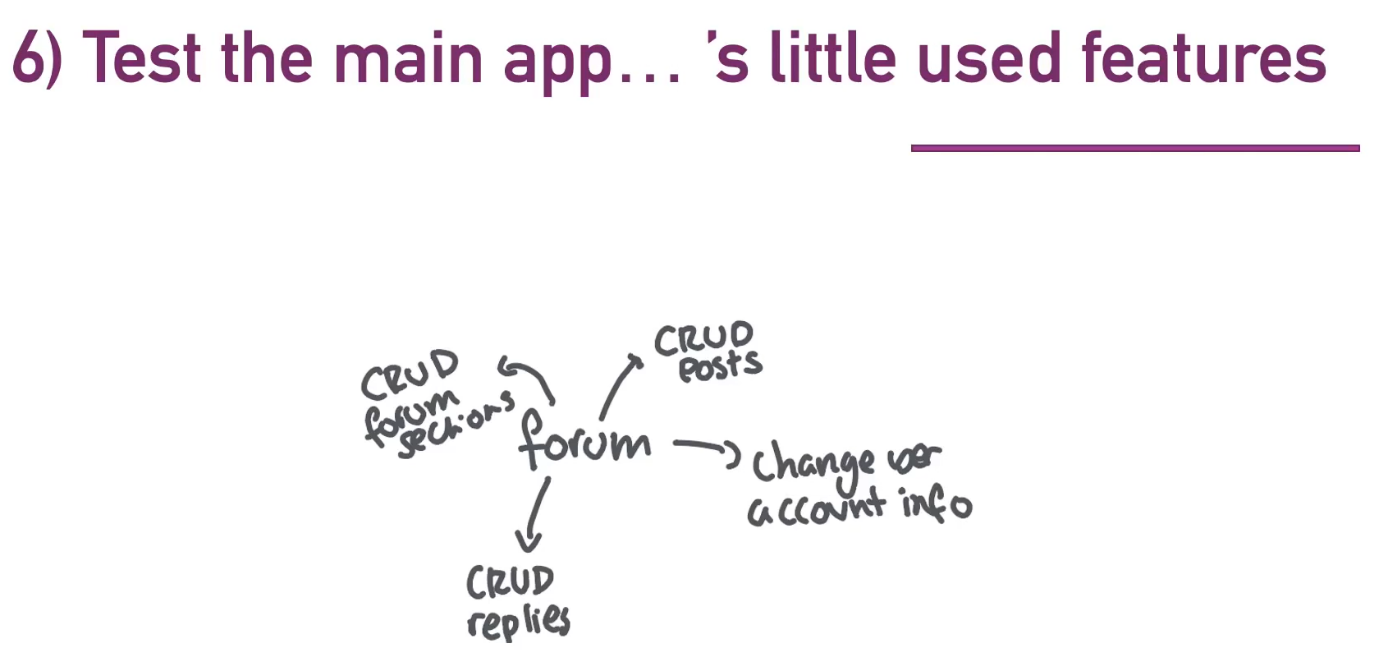 6) Test the main app... ’s little used features
CRUD
posts
CRUD
forum
sections
forum
change user
account info
CRUD
replies